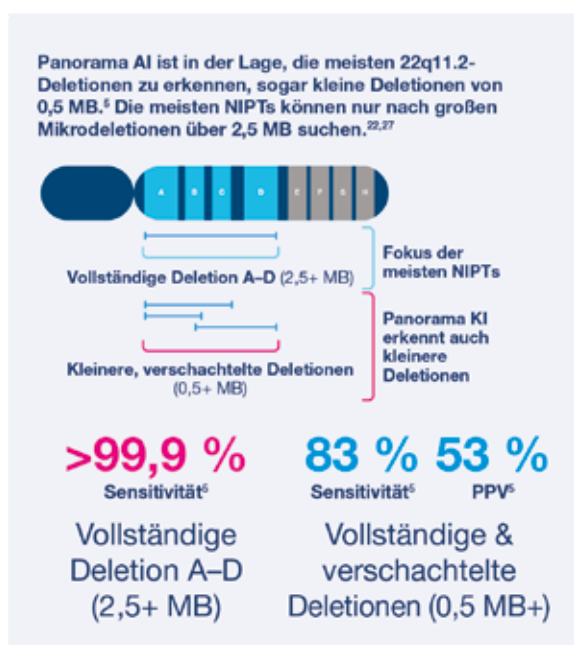 Panorama AI ist in der Lage, die meisten 22q11.2-
Deletionen zu erkennen, sogar kleine Deletionen von
0,5 MB.⁵ Die meisten NIPTs können nur nach großen
Mikrodeletionen über 2,5 MB suchen.²²,²⁷
A B C D E F G H
Vollständige Deletion A–D (2,5+ MB)
Fokus der
meisten NIPTs
Kleinere, verschachtelte Deletionen
(0,5+ MB)
Panorama KI
erkennt auch
kleinere
Deletionen
>99,9 %
Sensitivität⁵
Vollständige
Deletion A–D
(2,5+ MB)
83 % 53 %
Sensitivität⁵ PPV⁵
Vollständige &
verschachtelte
Deletionen (0,5 MB+)